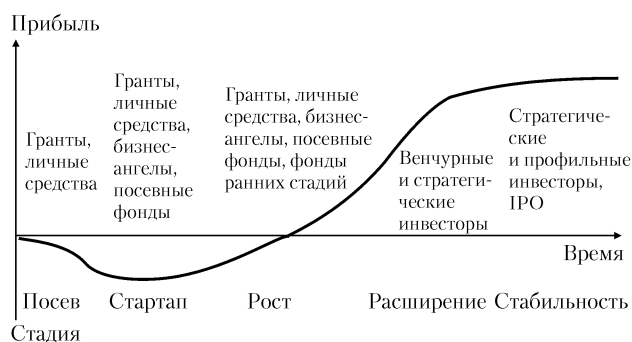 Прибыль
Гранты,
личные
средства
Гранты,
личные
средства,
бизнес-
ангелы,
посевные
фонды
Гранты, личные
средства, бизнес-
ангелы, посевные
фонды, фонды
ранних стадий
Венчурные
и стратеги-
ческие
инвесторы
Стратегиче-
ские
и профильные
инвесторы,
IPO
Время
Посев
Стартап
Рост
Расширение
Стабильность
Стадия